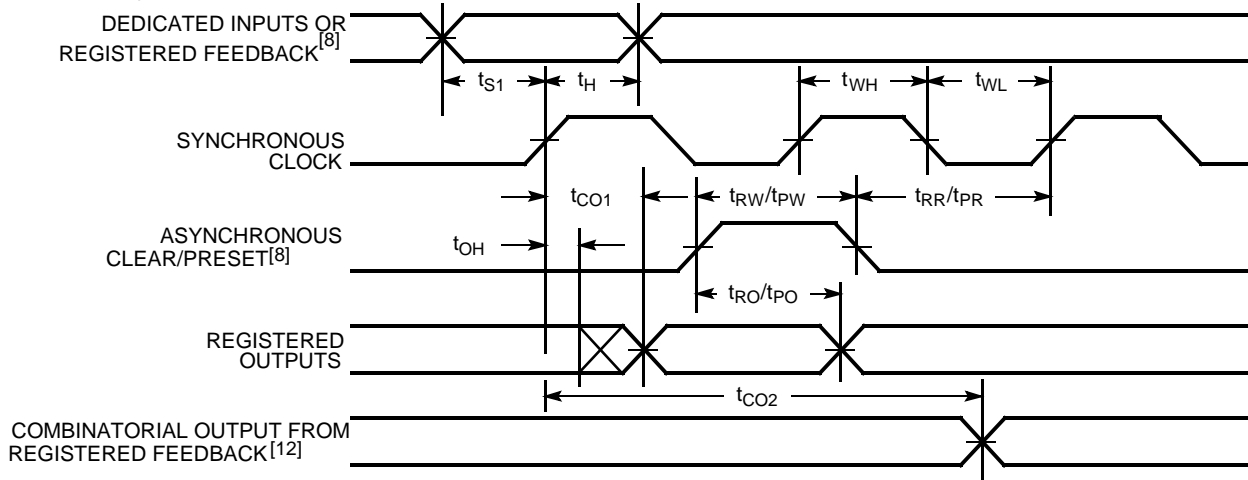 DEDICATED INPUTS OR
REGISTERED FEEDBACK[8]
tS1
tH
tWH
tWL
SYNCHRONOUS
CLOCK
tCO1
tRW/tPW
tRR/tPR
ASYNCHRONOUS
CLEAR/PRESET[8]
tOH
tRO/tPO
REGISTERED
OUTPUTS
tCO2
COMBINATORIAL OUTPUT FROM
REGISTERED FEEDBACK[12]